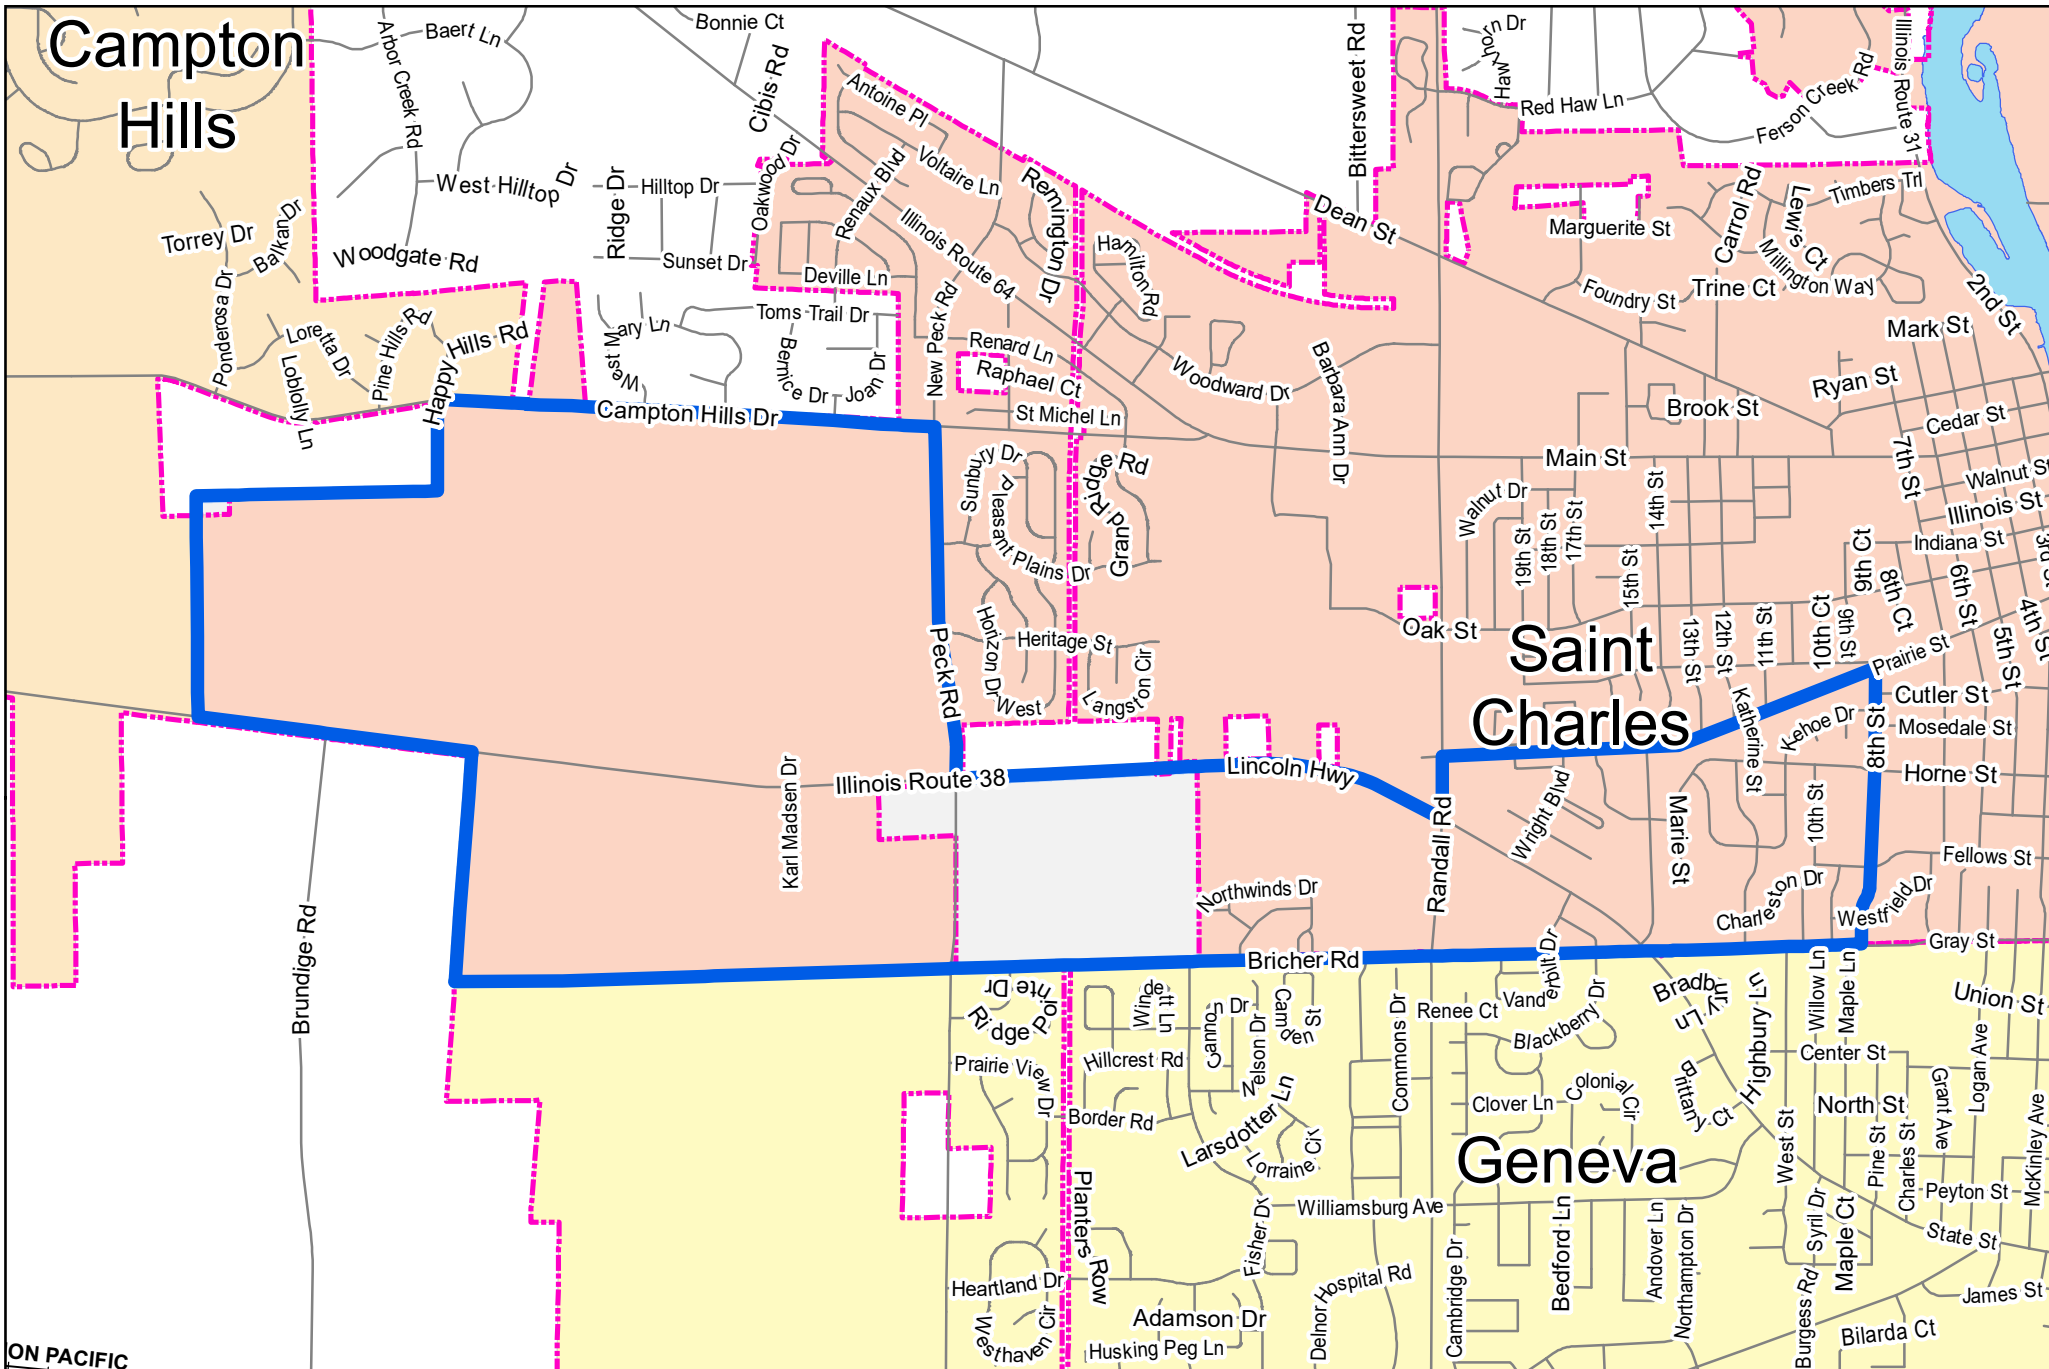 Campton
Hills
Arbor Creek Rd
Baert Ln
Bonnie Ct
Cibis Rd
Antoine Pl
Bittersweet Rd
Hawthorn Dr
Red Haw Ln
Ferson Creek Rd
Illinois Route 31
West Hilltop Dr
Ridge Dr
Hilltop Dr
Oakwood Dr
Renaux Blvd
Voltaire Ln
Remington Dr
Dean St
Carrol Rd
Lewis Ct
Timbers Trl
Torrey Dr
Balkan Dr
Woodgate Rd
Sunset Dr
Deville Ln
Illinois Route 64
Hamilton Rd
Marguerite St
Millington Way
Trine Ct
Foundry St
2nd St
Ponderosa Dr
Loretta Dr
Loblolly Ln
Pine Hills Rd
Happy Hills Rd
West Mary Ln
Toms Trail Dr
Bernice Dr
Joan Dr
New Peck Rd
Renard Ln
Raphael Ct
St Michel Ln
Woodward Dr
Barbara Ann Dr
Mark St
Ryan St
Brook St
Cedar St
Campton Hills Dr
Main St
7th St
Walnut St
Illinois St
Indiana St
Sunbury Dr
Pleasant Plains Dr
Grand Ridge Rd
Walnut Dr
19th St
18th St
17th St
15th St
14th St
9th Ct
8th Ct
6th St
5th St
4th St
Horizon Dr
Heritage St
West
Langston Cir
Peck Rd
Oak St
Saint
Charles
13th St
12th St
11th St
10th Ct
9th St
Prairie St
Cutler St
Mosedale St
8th St
Horne St
Katherine St
Kehoe Dr
Karl Madsen Dr
Illinois Route 38
Lincoln Hwy
Randall Rd
Wright Blvd
Marie St
10th St
Fellows St
Northwinds Dr
Charleston Dr
Westfield Dr
Gray St
Brundige Rd
Bricher Rd
Ridge Pointe Dr
Windett Ln
Cannon Dr
Nelson Dr
Camden St
Commons Dr
Renee Ct
Vanderbilt Dr
Blackberry Dr
Bradbury Ln
Highbury Ln
Willow Ln
Maple Ln
Union St
Prairie View Dr
Hillcrest Rd
Border Rd
Larsdotter Ln
Lorraine Cir
Clover Ln
Colonial Cir
Brittany Ct
Center St
North St
Grant Ave
Logan Ave
McKinley Ave
Geneva
West St
Pine St
Charles St
Peyton St
Planters Row
Fisher Dr
Williamsburg Ave
Bedford Ln
Andover Ln
Northampton Dr
Syril Dr
Maple Ct
State St
Heartland Dr
Westhaven Cir
Adamson Dr
Husking Peg Ln
Delnor Hospital Rd
Cambridge Dr
Burgess Rd
Bilarda Ct
James St
ON PACIFIC